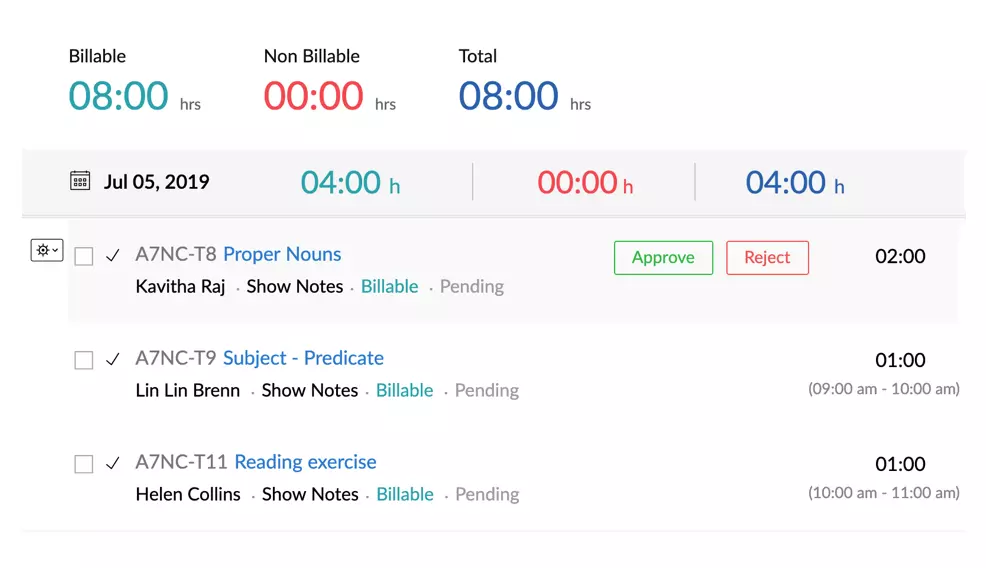 Billable Non Billable Total
08:00 hrs 00:00 hrs 08:00 hrs
Jul 05, 2019 04:00 h 00:00 h 04:00 h
A7NC-T8 Proper Nouns Approve Reject 02:00
Kavitha Raj . Show Notes . Billable . Pending
A7NC-T9 Subject - Predicate 01:00
Lin Lin Brenn . Show Notes . Billable . Pending (09:00 am - 10:00 am)
A7NC-T11 Reading exercise 01:00
Helen Collins . Show Notes . Billable . Pending (10:00 am - 11:00 am)